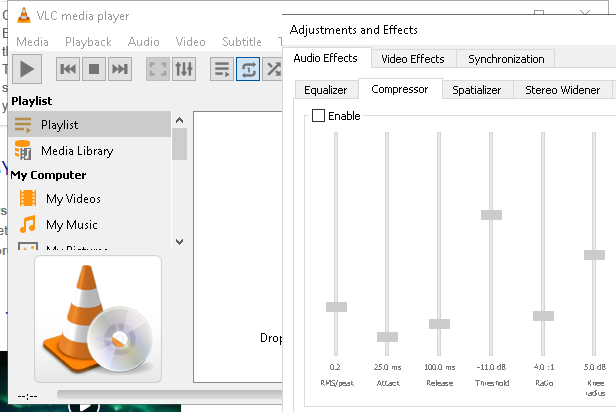 VLC media player
Media Playback Audio Video Subtitle
Playlist
Playlist
Media Library
My Computer
My Videos
My Music
My Pictures
Drop
--:--
Adjustments and Effects
Audio Effects Video Effects Synchronization
Equalizer Compressor Spatializer Stereo Widener
Enable
0.2 25.0 ms 100.0 ms -11.0 dB 4.0 :1 5.0 dB
RMS/peak Attack Release Threshold Ratio Knee
radius